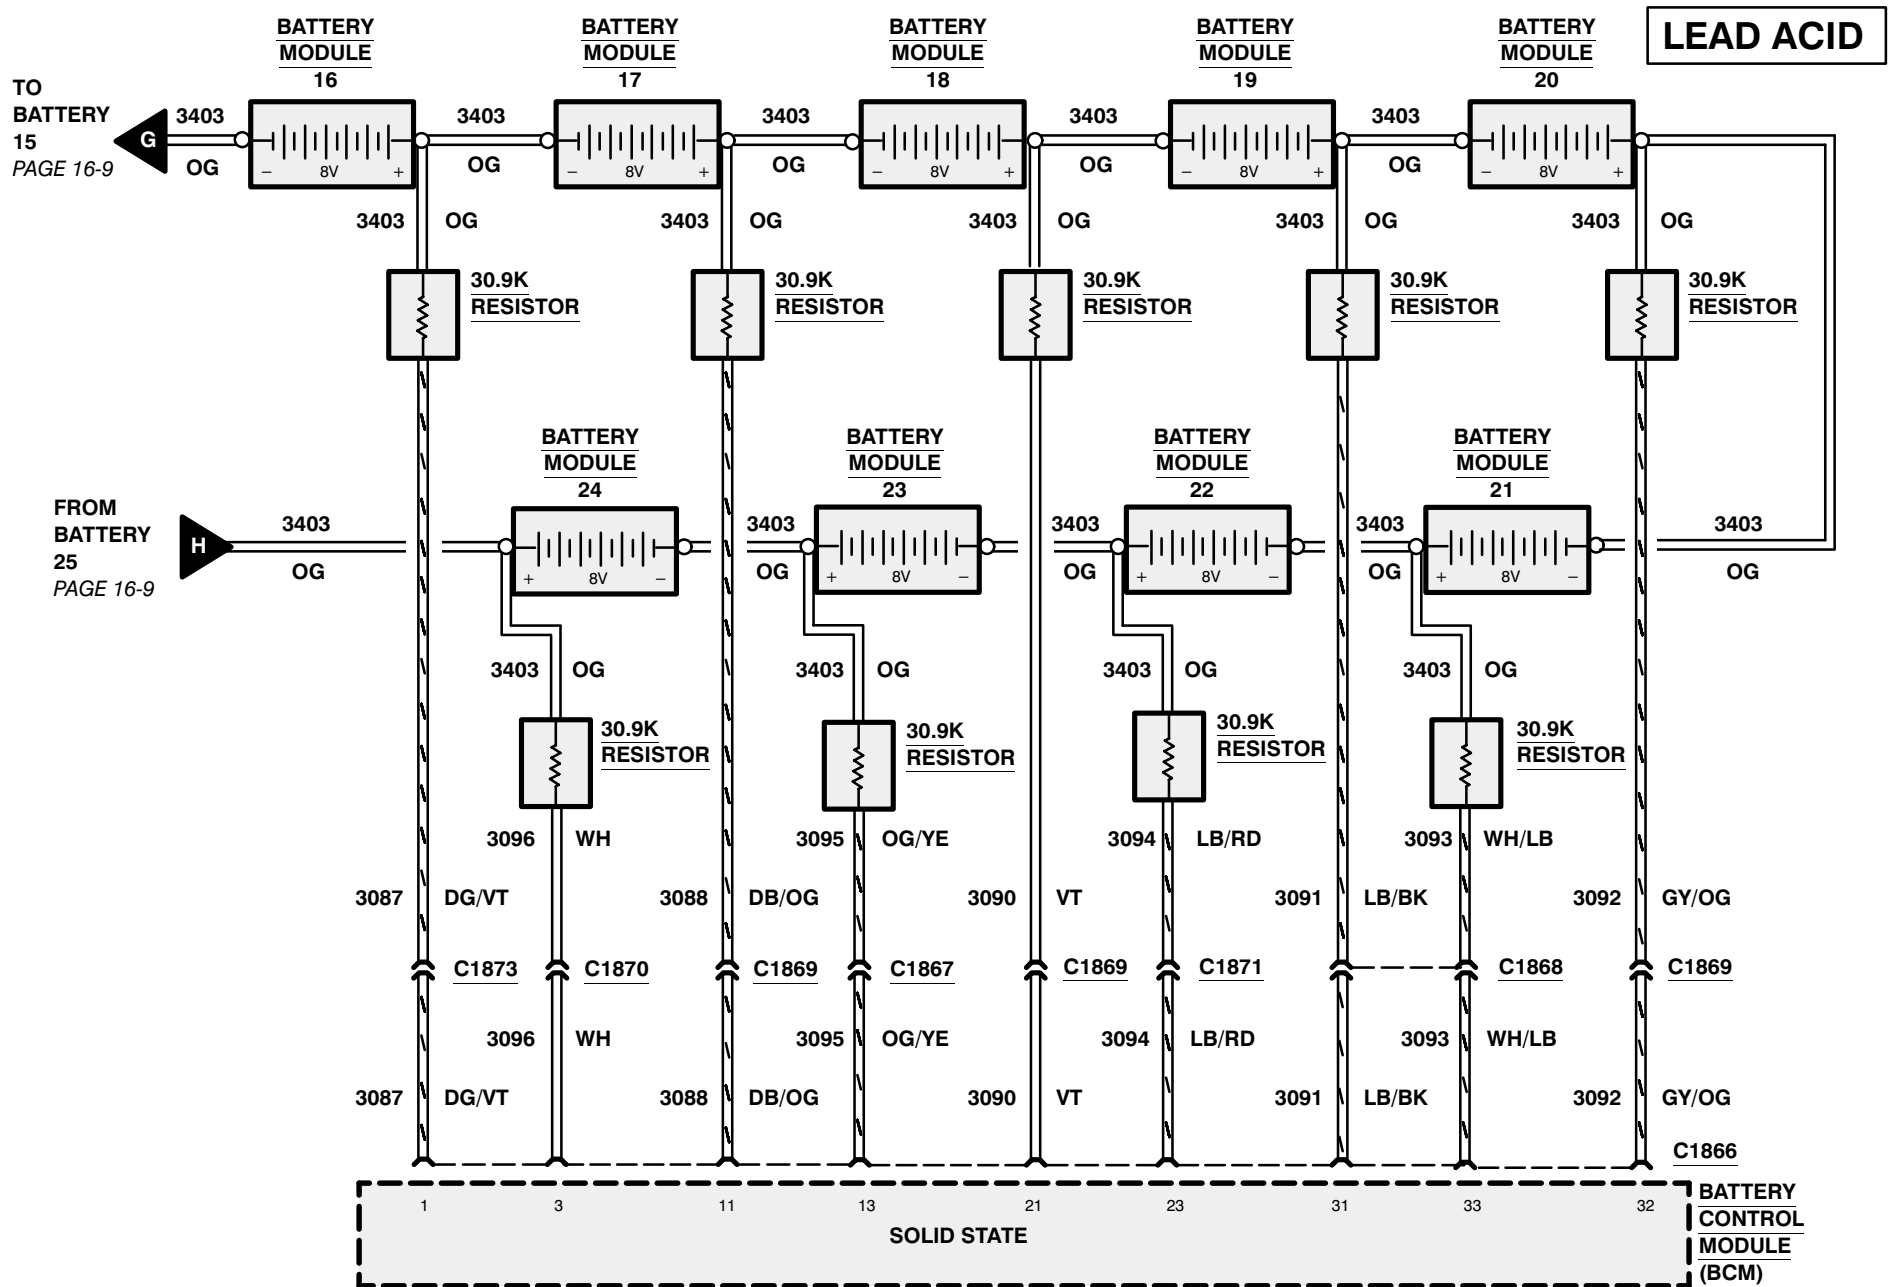 LEAD ACID
BATTERY MODULE 16
BATTERY MODULE 17
BATTERY MODULE 18
BATTERY MODULE 19
BATTERY MODULE 20
TO
BATTERY
15
PAGE 16-9
G
3403 3403 3403 3403 3403
OG OG OG OG OG
– 8V + – 8V + – 8V + – 8V + – 8V +
3403 OG 3403 OG 3403 OG 3403 OG 3403 OG
30.9K 30.9K 30.9K 30.9K 30.9K
RESISTOR RESISTOR RESISTOR RESISTOR RESISTOR
BATTERY MODULE 24
BATTERY MODULE 23
BATTERY MODULE 22
BATTERY MODULE 21
FROM
BATTERY
25
PAGE 16-9
H
3403 3403 3403 3403 3403
OG OG OG OG OG
+ 8V – + 8V – + 8V – + 8V –
3403 OG 3403 OG 3403 OG 3403 OG
30.9K 30.9K 30.9K 30.9K
RESISTOR RESISTOR RESISTOR RESISTOR
3096 WH 3095 OG/YE 3094 LB/RD 3093 WH/LB
3087 DG/VT 3088 DB/OG 3090 VT 3091 LB/BK 3092 GY/OG
C1873 C1870 C1869 C1867 C1869 C1871 C1868 C1869
3096 WH 3095 OG/YE 3094 LB/RD 3093 WH/LB
3087 DG/VT 3088 DB/OG 3090 VT 3091 LB/BK 3092 GY/OG
C1866
1 3 11 13 21 23 31 33 32
SOLID STATE
BATTERY
CONTROL
MODULE
(BCM)